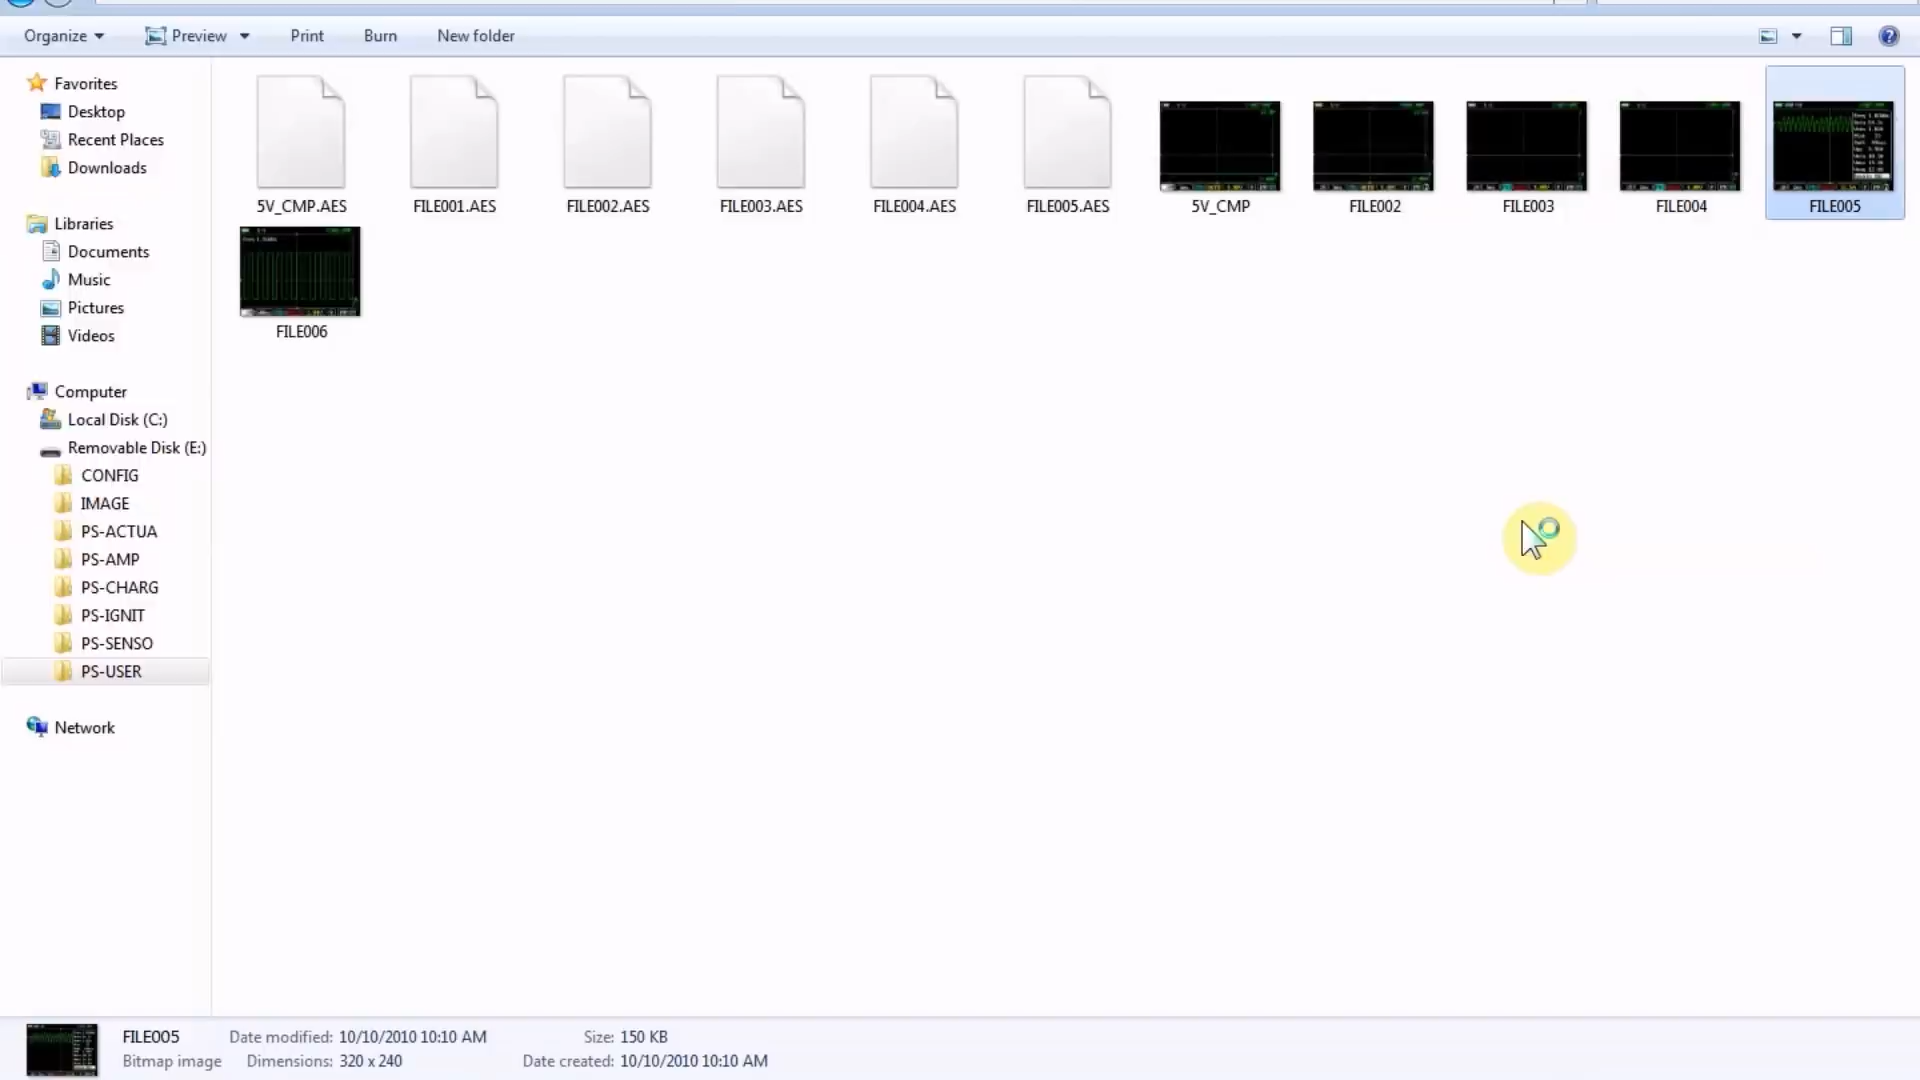 Organize Preview Print Burn New folder
Favorites
Desktop
Recent Places
Downloads
Libraries
Documents
Music
Pictures
Videos
Computer
Local Disk (C:)
Removable Disk (E:)
CONFIG
IMAGE
PS-ACTUA
PS-AMP
PS-CHARG
PS-IGNIT
PS-SENSO
PS-USER
Network
5V_CMP.AES FILE001.AES FILE002.AES FILE003.AES FILE004.AES FILE005.AES 5V_CMP FILE002 FILE003 FILE004 FILE005
FILE006
FILE005 Date modified: 10/10/2010 10:10 AM Size: 150 KB
Bitmap image Dimensions: 320 x 240 Date created: 10/10/2010 10:10 AM